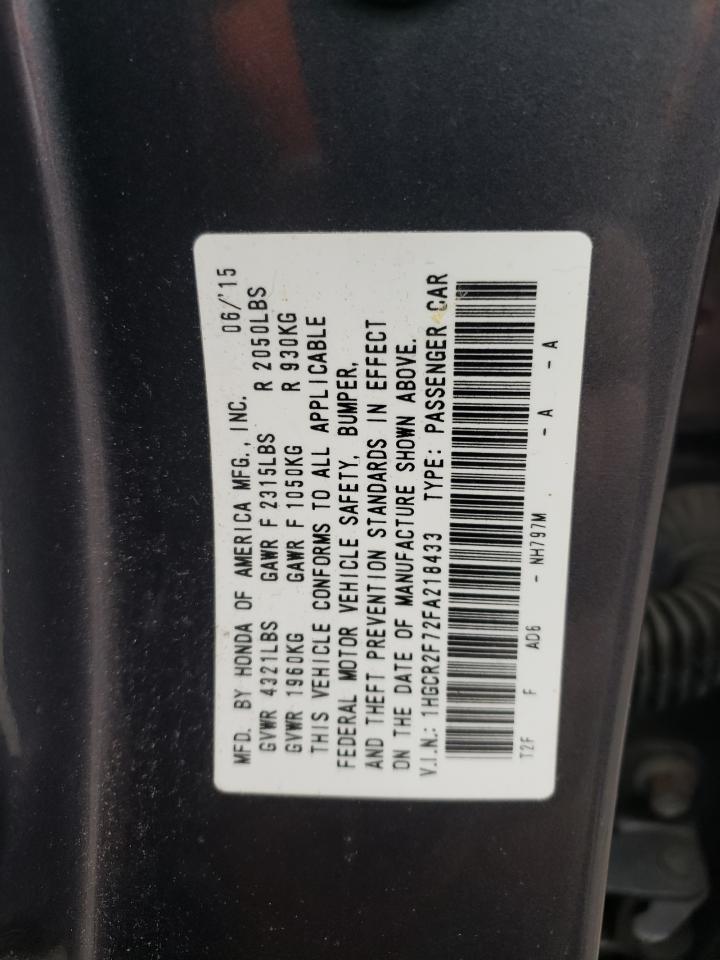 MFD. BY HONDA OF AMERICA MFG., INC. 06/'15
GVWR 4321LBS GAWR F 2315LBS R 2050LBS
GVWR 1960KG GAWR F 1050KG R 930KG
THIS VEHICLE CONFORMS TO ALL APPLICABLE
FEDERAL MOTOR VEHICLE SAFETY, BUMPER,
AND THEFT PREVENTION STANDARDS IN EFFECT
ON THE DATE OF MANUFACTURE SHOWN ABOVE.
V.I.N.: 1HGCR2F72FA218433 TYPE: PASSENGER CAR
T2F F AD6 - NH797M - A - A